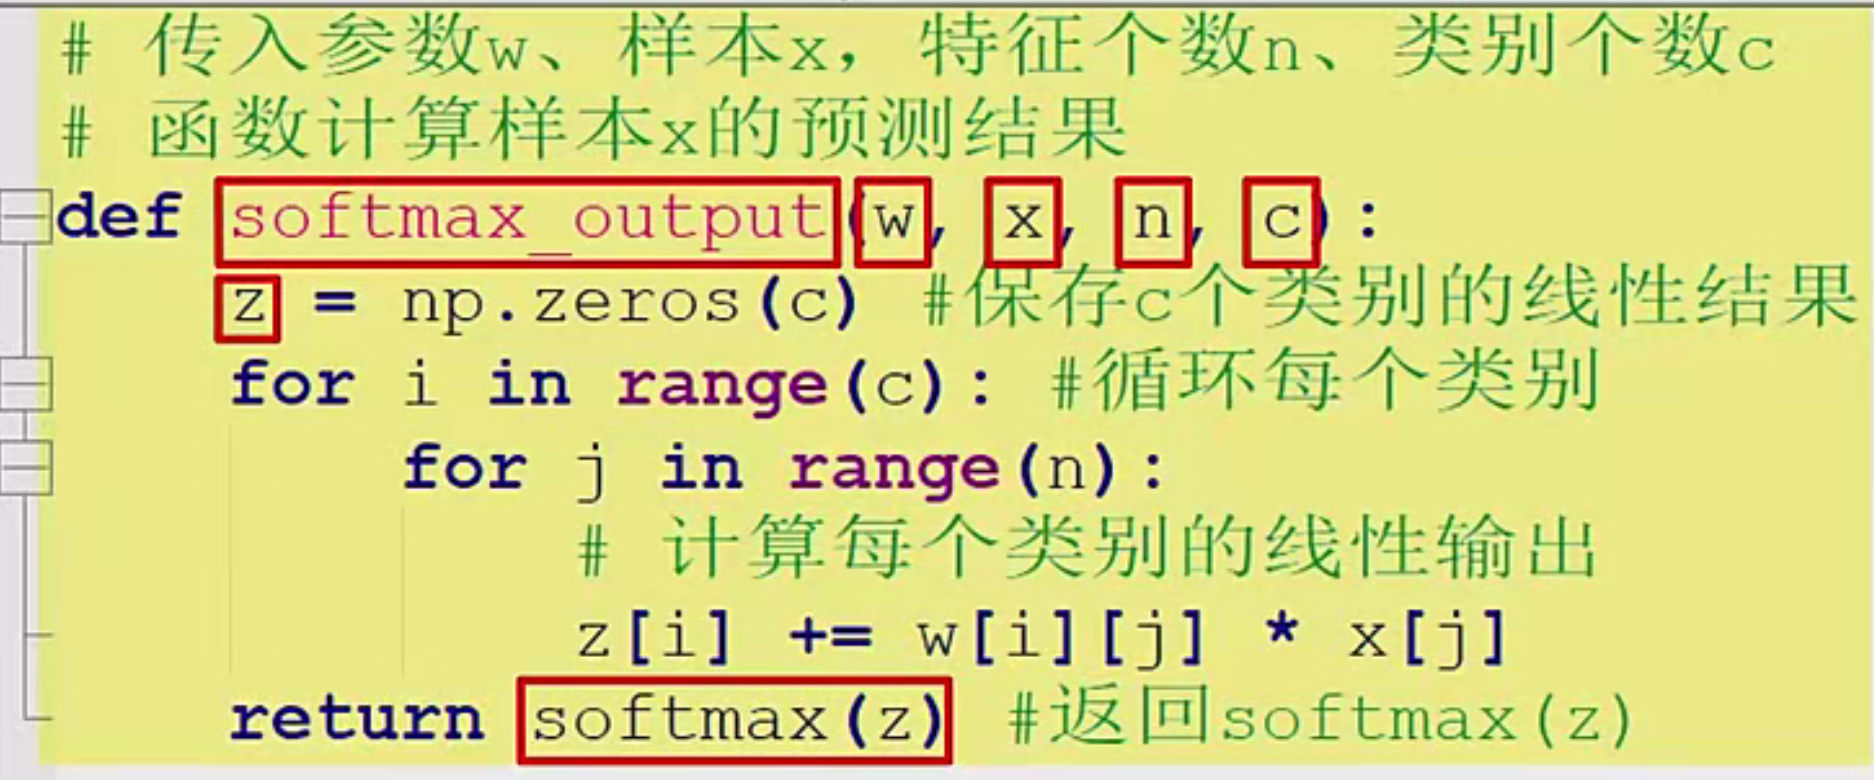 # 传入参数w、样本x，特征个数n、类别个数c
# 函数计算样本x的预测结果
def softmax_output(w, x, n, c):
z = np.zeros(c) #保存c个类别的线性结果
for i in range(c): #循环每个类别
for j in range(n):
# 计算每个类别的线性输出
z[i] += w[i][j] * x[j]
return softmax(z) #返回softmax(z)